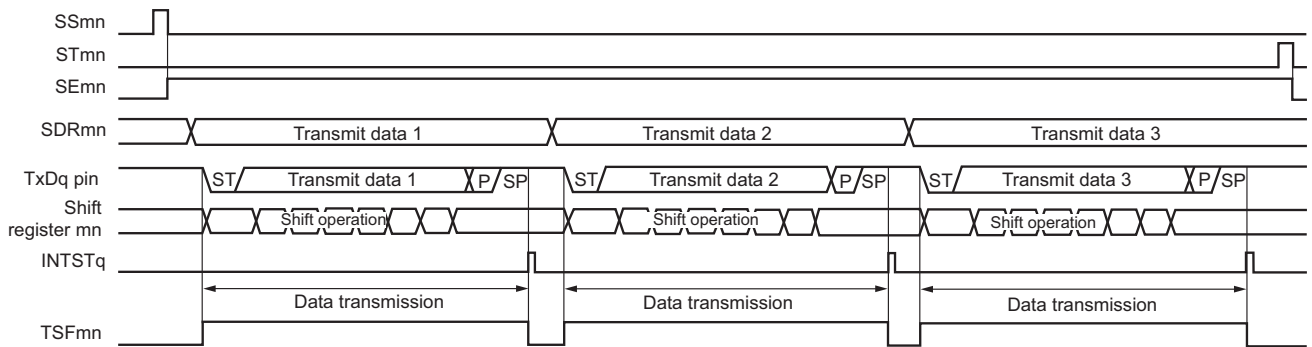 SSmn
STmn
SEmn
SDRmn Transmit data 1 Transmit data 2 Transmit data 3
TxDq pin ST Transmit data 1 P SP ST Transmit data 2 P SP ST Transmit data 3 P SP
Shift
register mn Shift operation Shift operation Shift operation
INTSTq
Data transmission Data transmission Data transmission
TSFmn